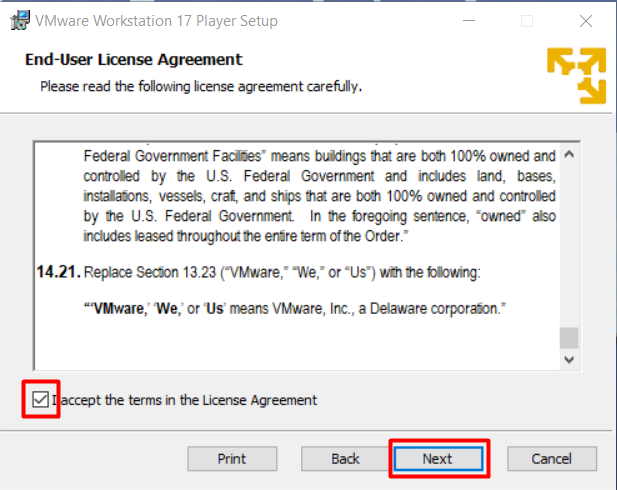 VMware Workstation 17 Player Setup
End-User License Agreement
Please read the following license agreement carefully.
Federal Government Facilities” means buildings that are both 100% owned and
controlled by the U.S. Federal Government and includes land, bases,
installations, vessels, craft, and ships that are both 100% owned and controlled
by the U.S. Federal Government. In the foregoing sentence, “owned” also
includes leased throughout the entire term of the Order.”
14.21. Replace Section 13.23 (“VMware,” “We,” or “Us”) with the following:
“‘VMware,’ ‘We,’ or ‘Us’ means VMware, Inc., a Delaware corporation.”
I accept the terms in the License Agreement
Print Back Next Cancel